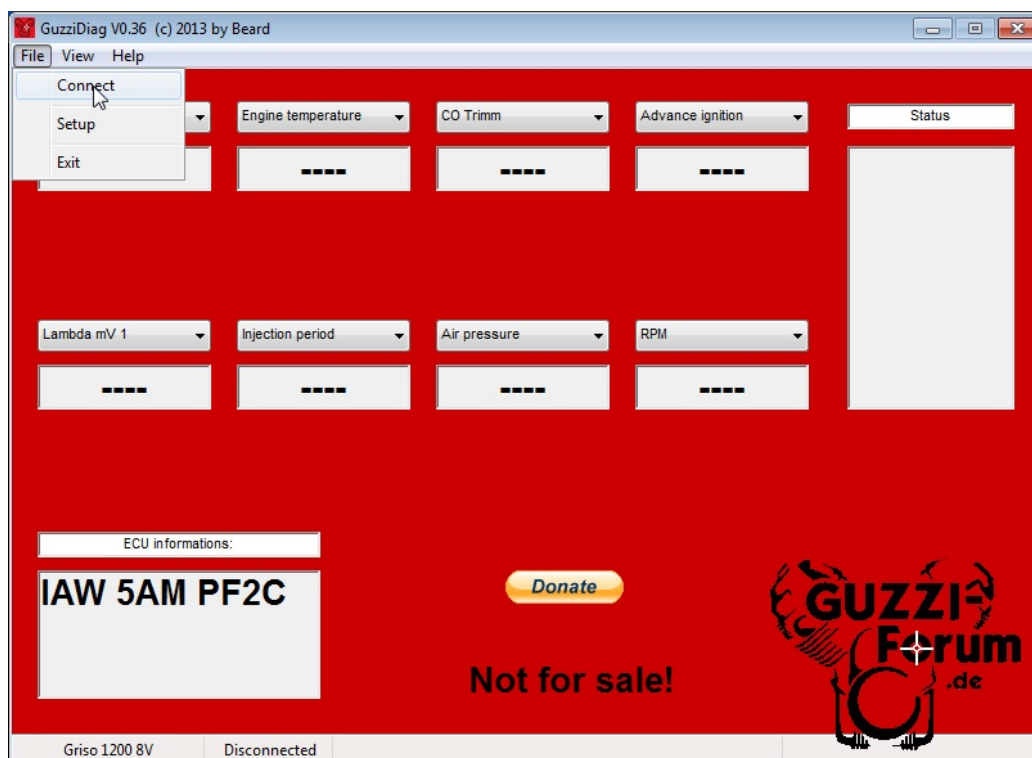 GuzziDiag V0.36 (c) 2013 by Beard
File View Help
Connect
Setup
Exit
Engine temperature
CO Trimm
Advance ignition
Status
----
----
----
Lambda mV 1
Injection period
Air pressure
RPM
----
----
----
----
ECU informations:
IAW 5AM PF2C
Donate
Not for sale!
GUZZI-
Forum
.de
Griso 1200 8V
Disconnected